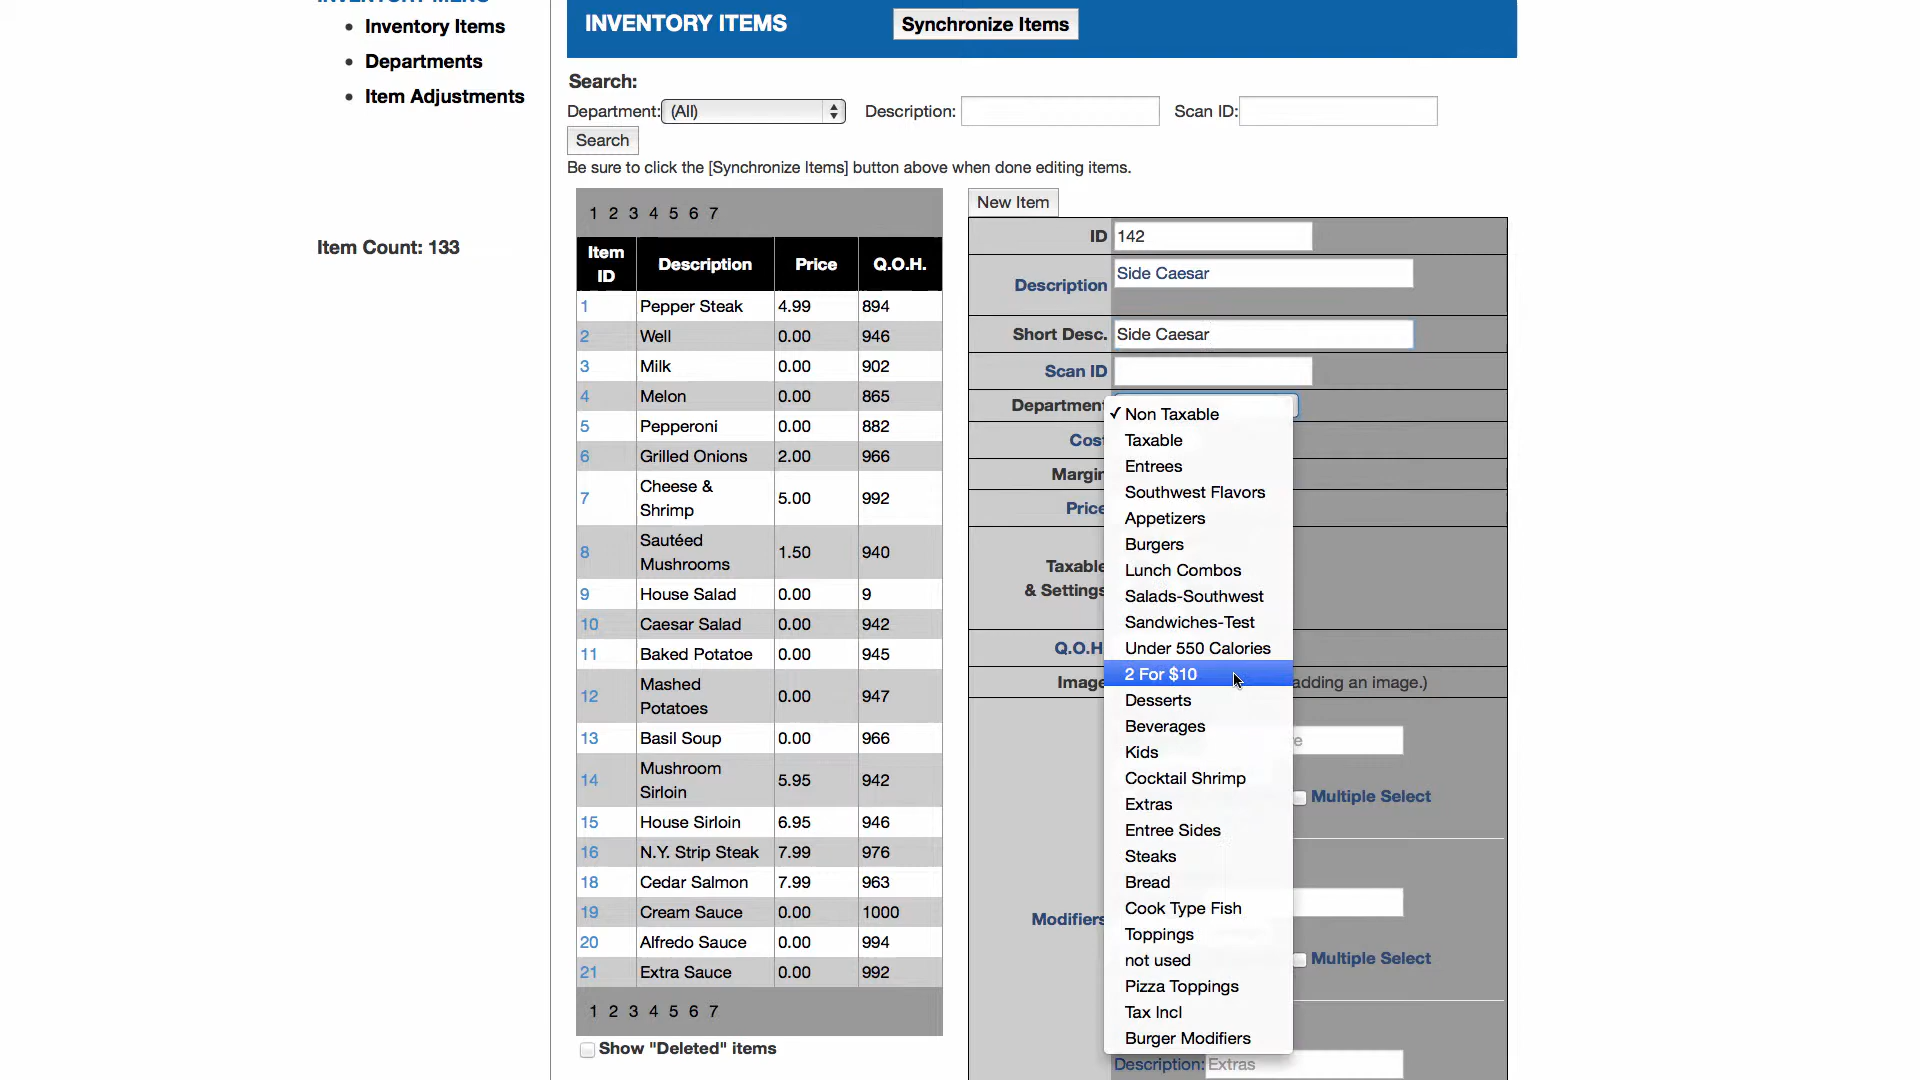 INVENTORY MENU
Inventory Items
Departments
Item Adjustments
Item Count: 133
INVENTORY ITEMS
Synchronize Items
Search:
Department: (All) Description: Scan ID:
Search
Be sure to click the [Synchronize Items] button above when done editing items.
1 2 3 4 5 6 7
Item ID Description Price Q.O.H.
1 Pepper Steak 4.99 894
2 Well 0.00 946
3 Milk 0.00 902
4 Melon 0.00 865
5 Pepperoni 0.00 882
6 Grilled Onions 2.00 966
7 Cheese & Shrimp 5.00 992
8 Sautéed Mushrooms 1.50 940
9 House Salad 0.00 9
10 Caesar Salad 0.00 942
11 Baked Potatoe 0.00 945
12 Mashed Potatoes 0.00 947
13 Basil Soup 0.00 966
14 Mushroom Sirloin 5.95 942
15 House Sirloin 6.95 946
16 N.Y. Strip Steak 7.99 976
18 Cedar Salmon 7.99 963
19 Cream Sauce 0.00 1000
20 Alfredo Sauce 0.00 994
21 Extra Sauce 0.00 992
1 2 3 4 5 6 7
Show "Deleted" items
New Item
ID 142
Description Side Caesar
Short Desc. Side Caesar
Scan ID
Department
Cost
Margin
Price
Taxable
& Settings
Q.O.H.
Image adding an image.)
Modifiers
✓ Non Taxable
Taxable
Entrees
Southwest Flavors
Appetizers
Burgers
Lunch Combos
Salads-Southwest
Sandwiches-Test
Under 550 Calories
2 For $10
Desserts
Beverages
Kids
Cocktail Shrimp
Extras
Entree Sides
Steaks
Bread
Cook Type Fish
Toppings
not used
Pizza Toppings
Tax Incl
Burger Modifiers
Multiple Select
Multiple Select
Description: Extras